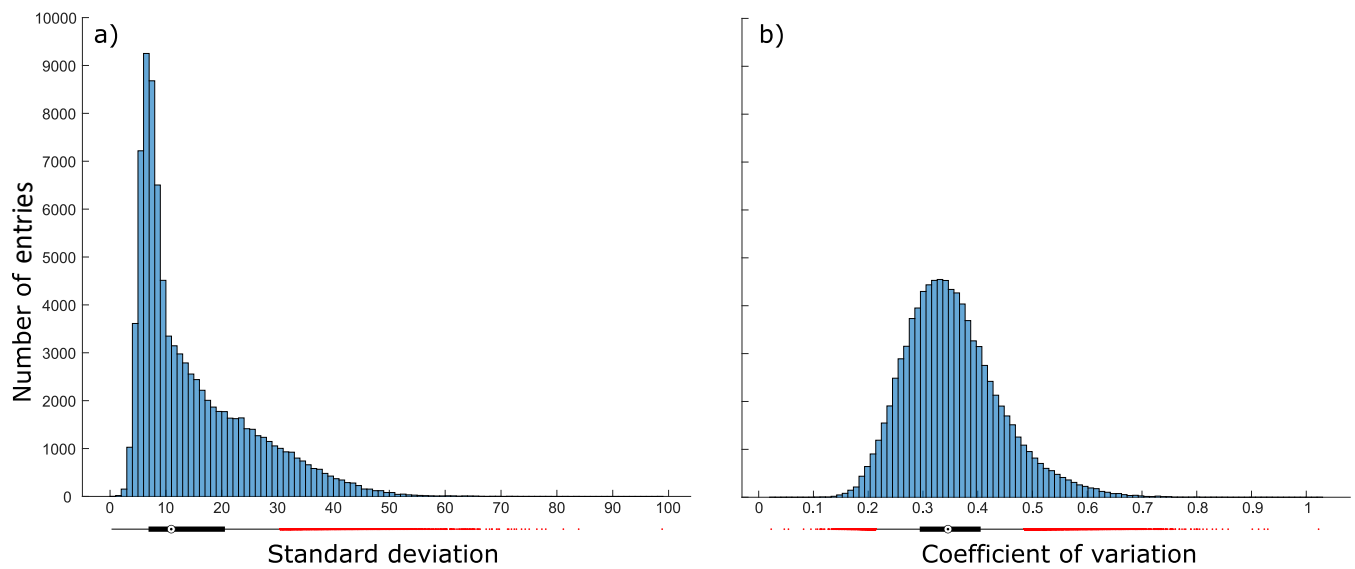 a)
10000
9000
8000
7000
6000
5000
4000
3000
2000
1000
0
Number of entries
0 10 20 30 40 50 60 70 80 90 100
Standard deviation
b)
0 0.1 0.2 0.3 0.4 0.5 0.6 0.7 0.8 0.9 1
Coefficient of variation